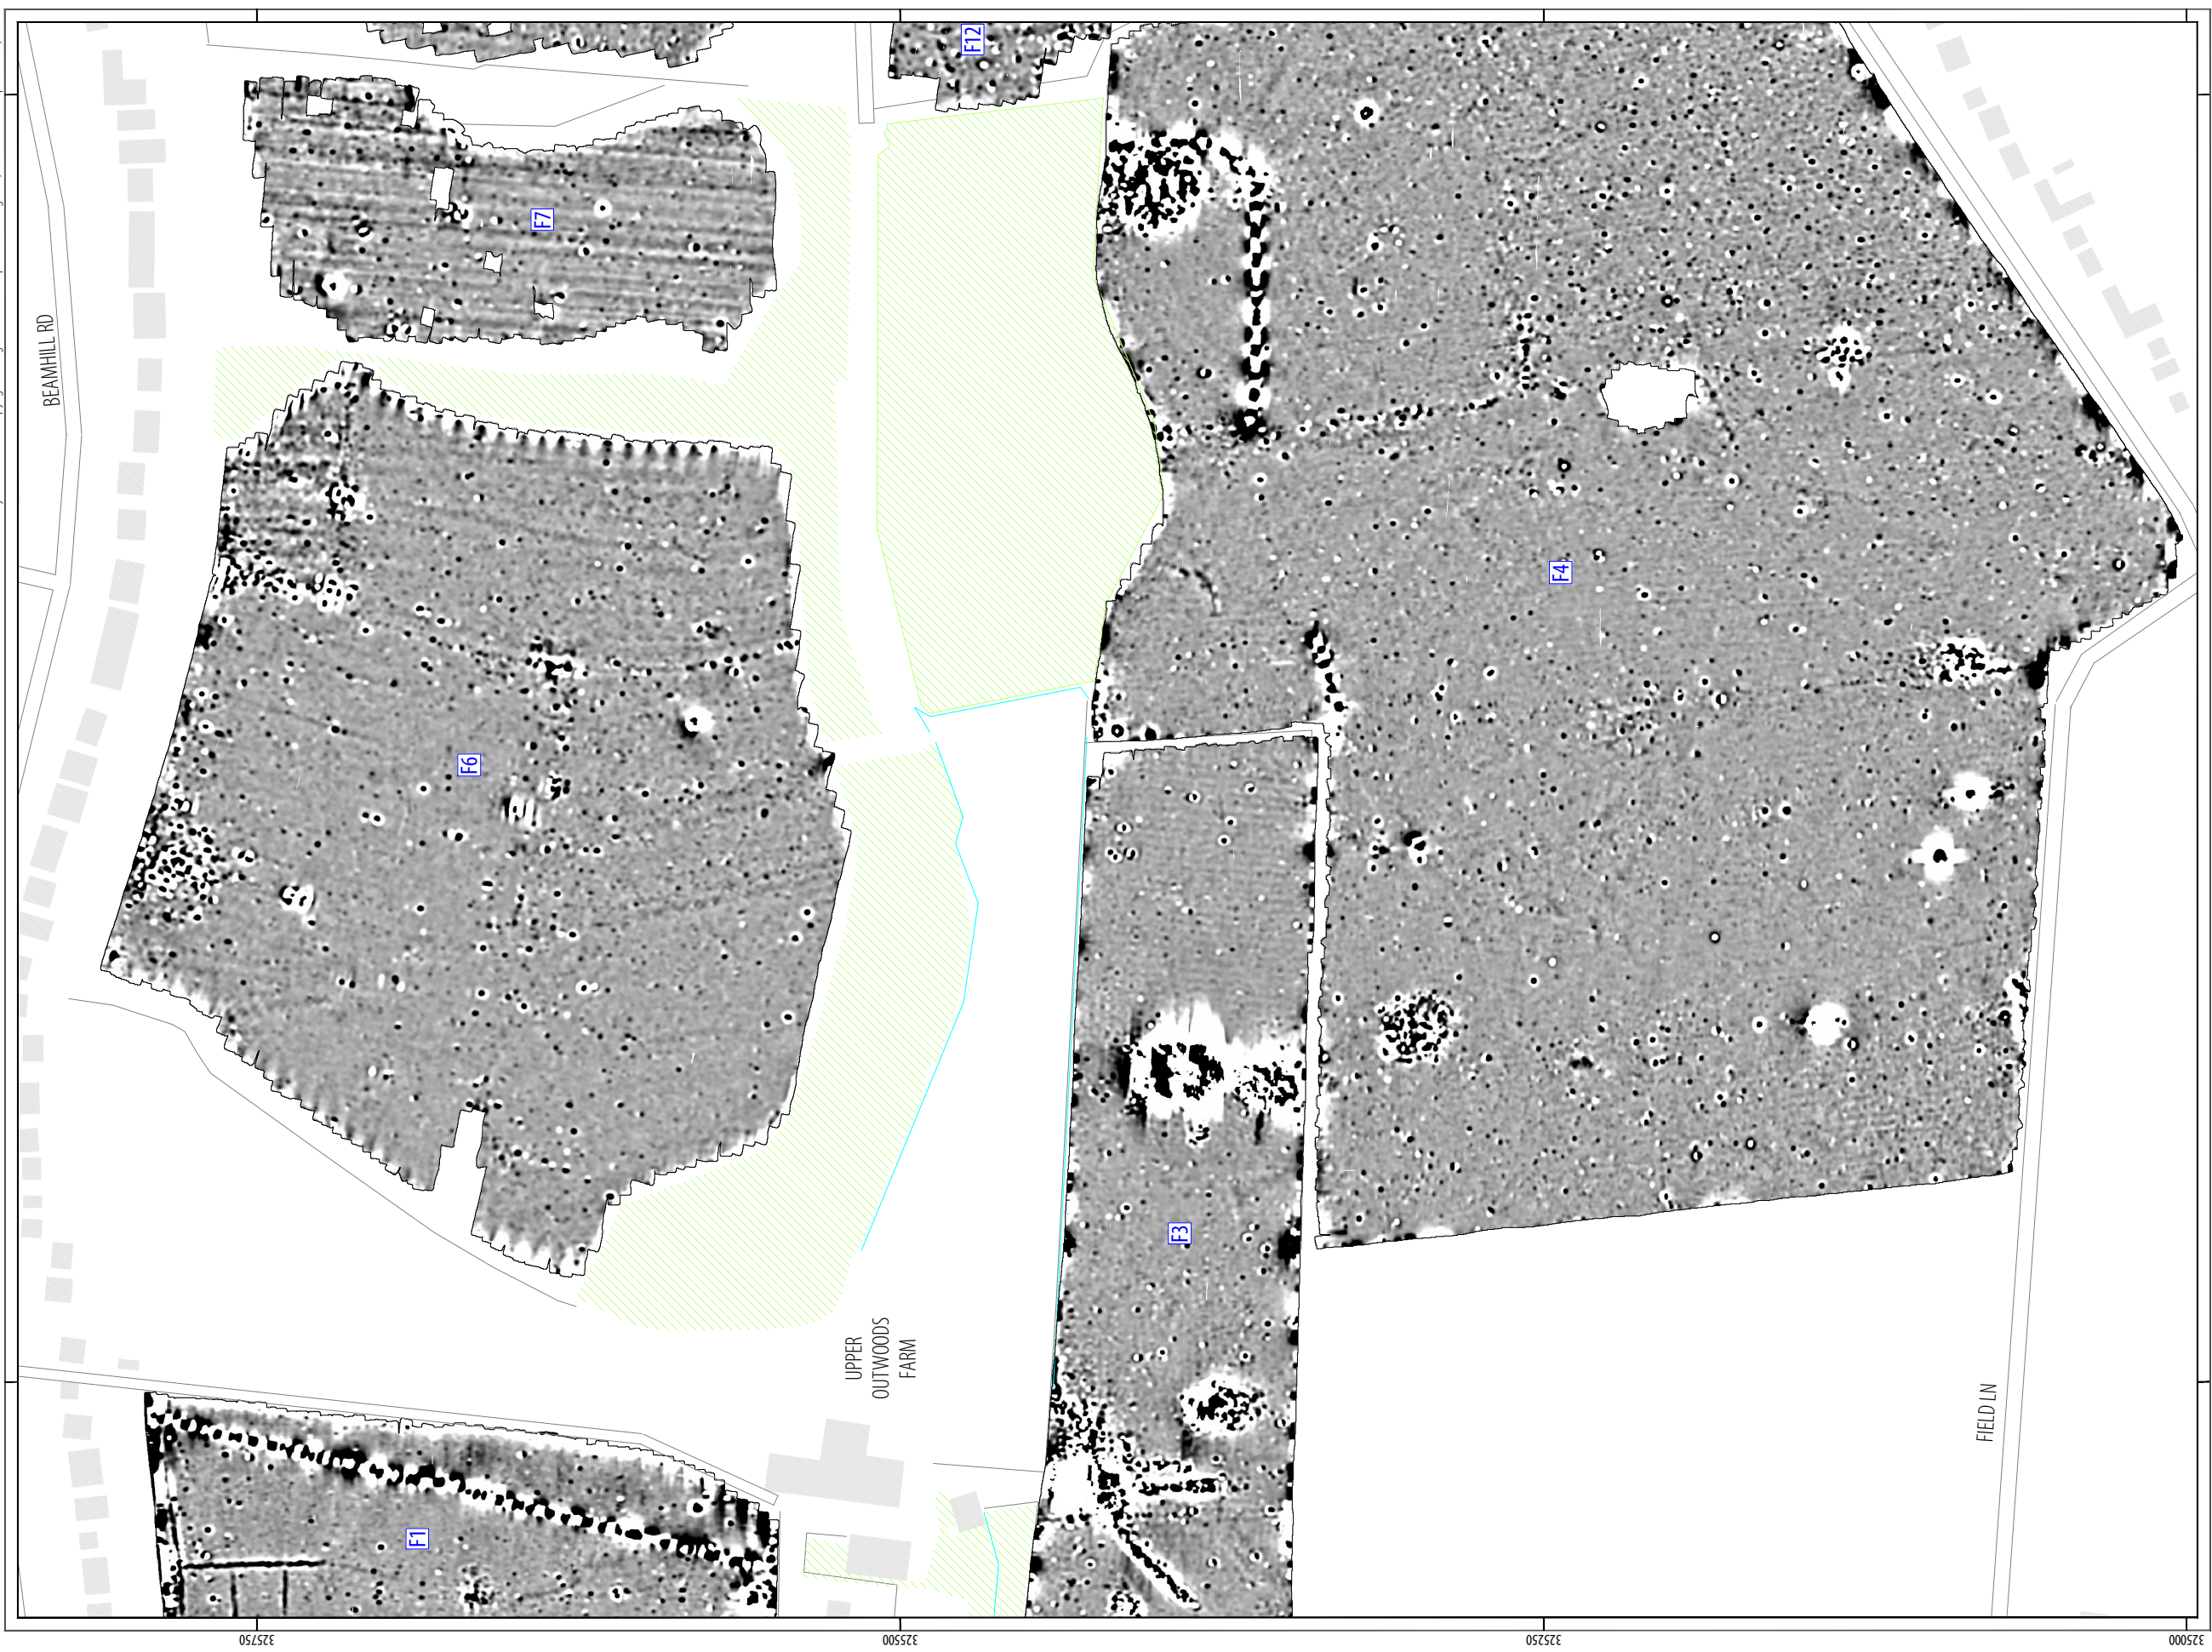 BEAMHILL RD
F12
F7
F4
F6
F3
UPPER
OUTWOODS
FARM
FIELD LN
F1
325750
325500
325250
325000